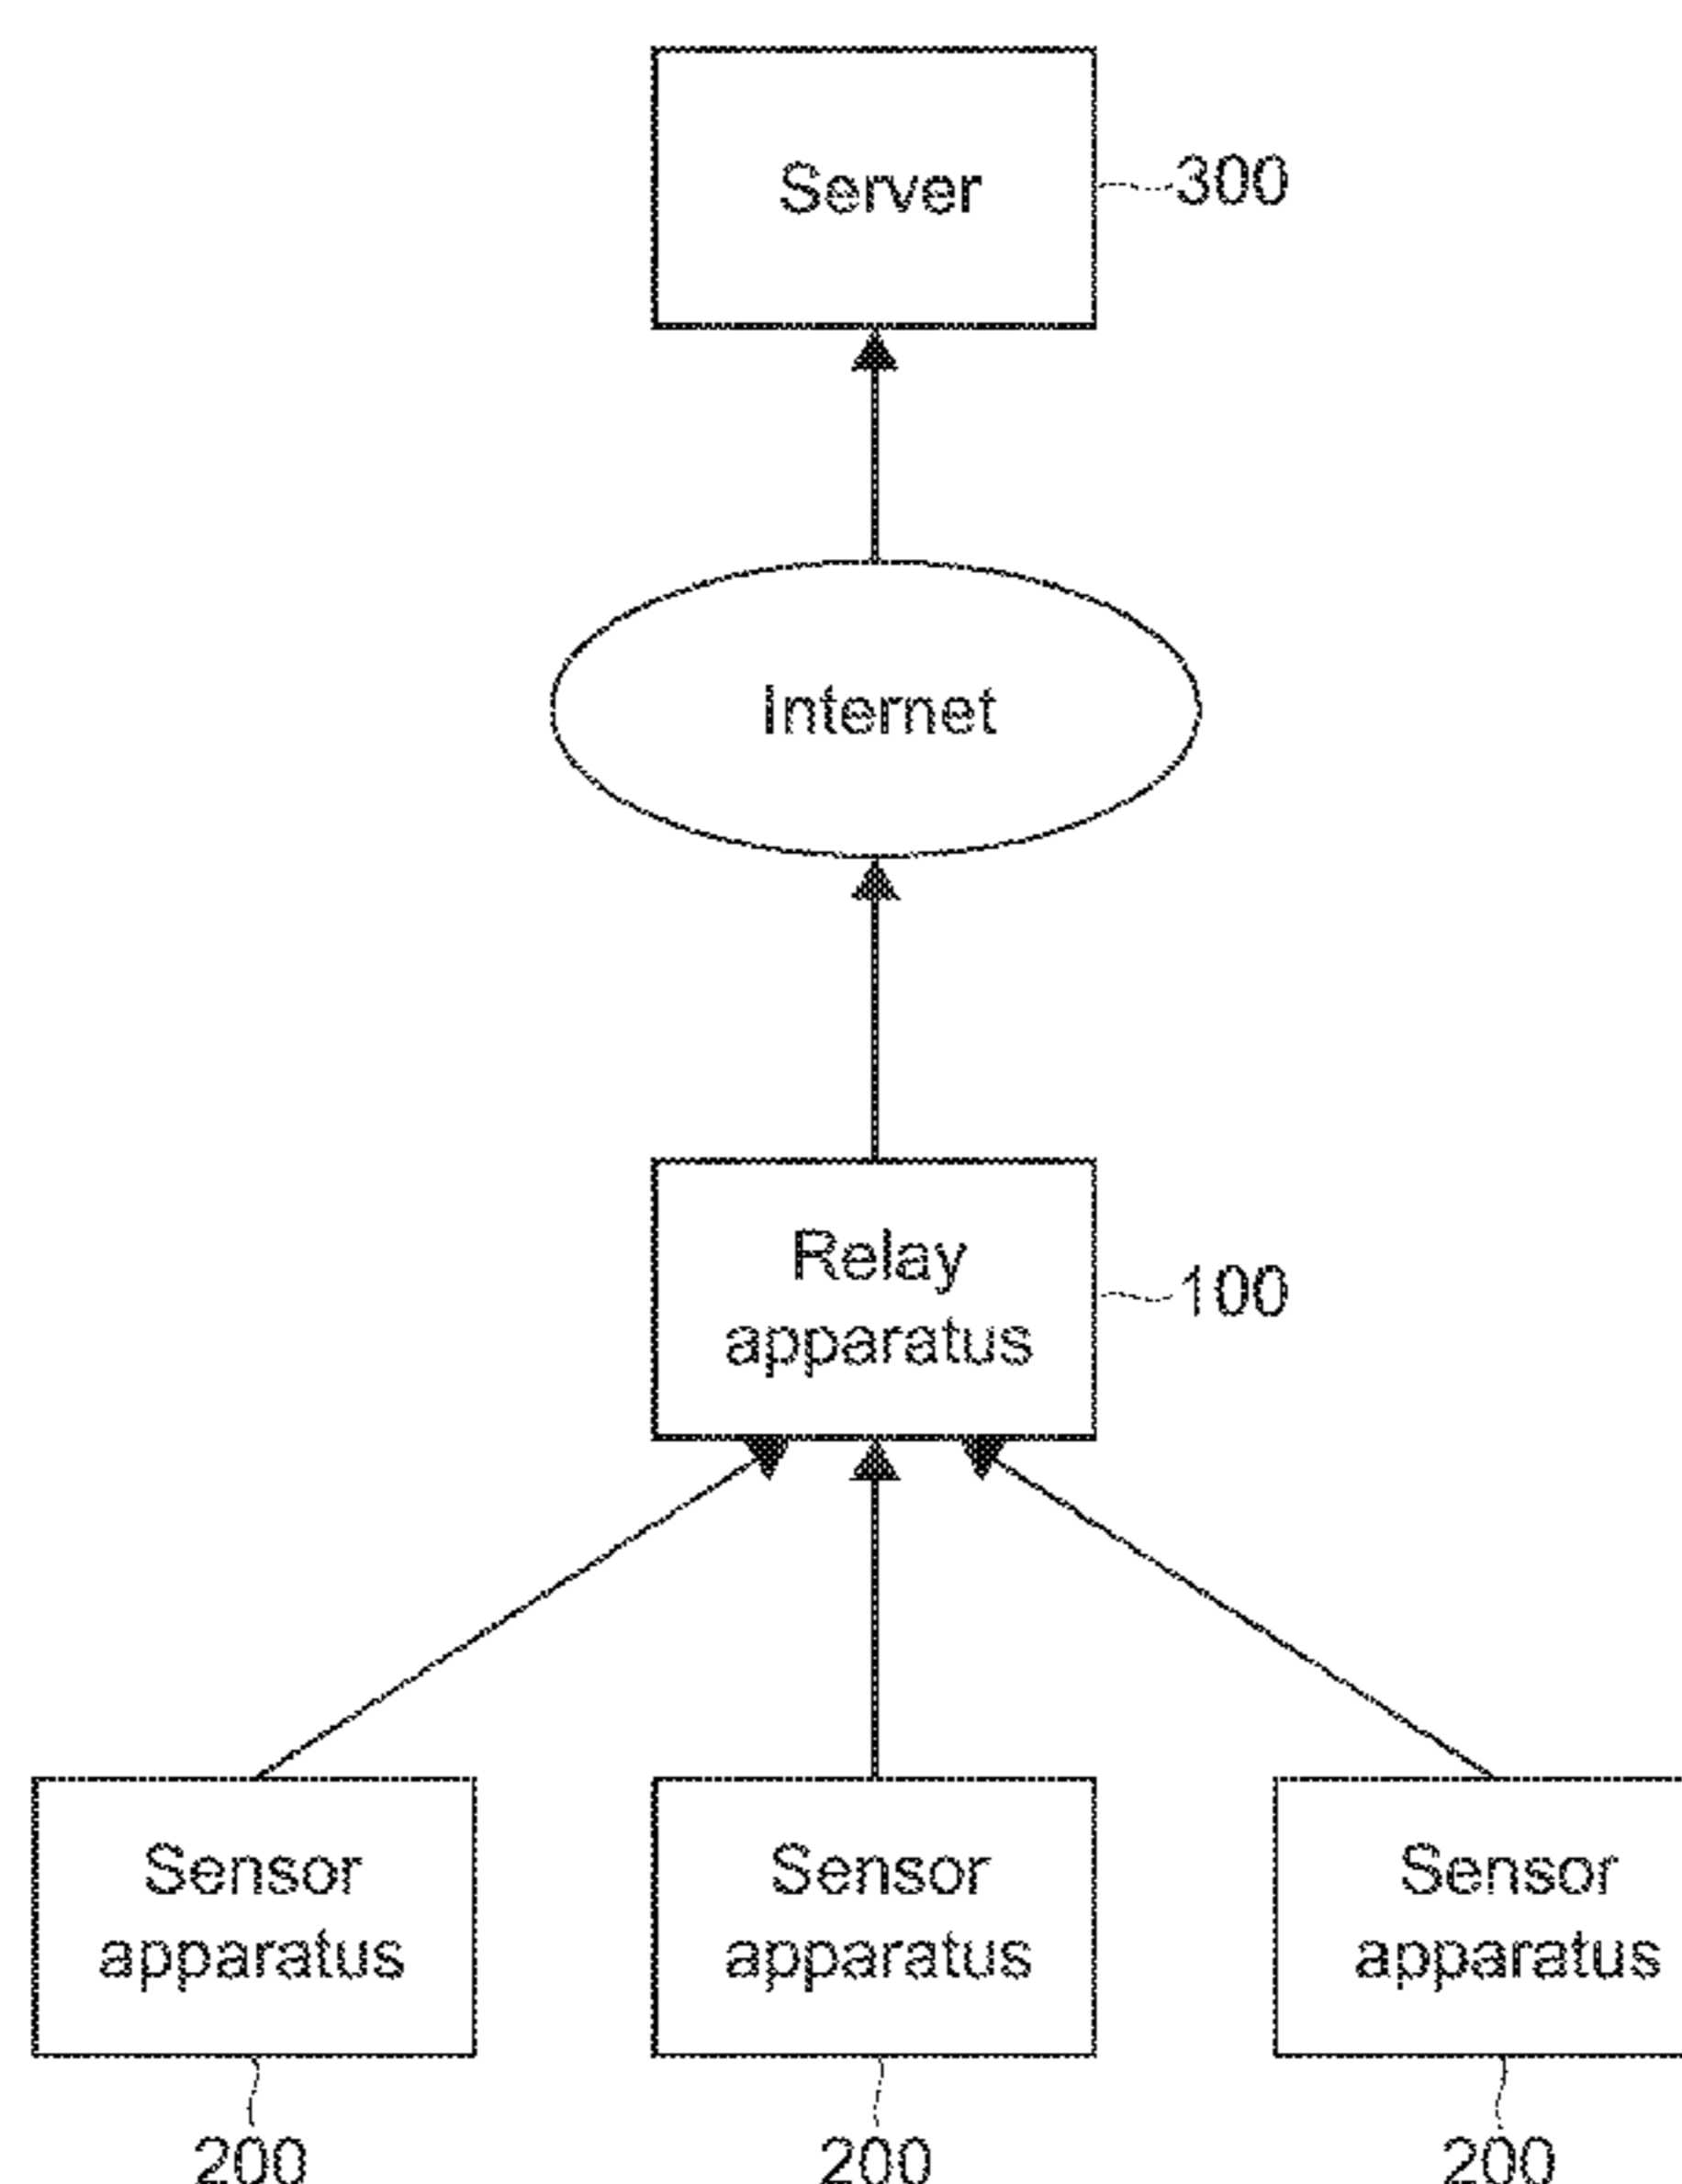 Server
300
Internet
Relay
apparatus
100
Sensor
apparatus
Sensor
apparatus
Sensor
apparatus
200
200
200